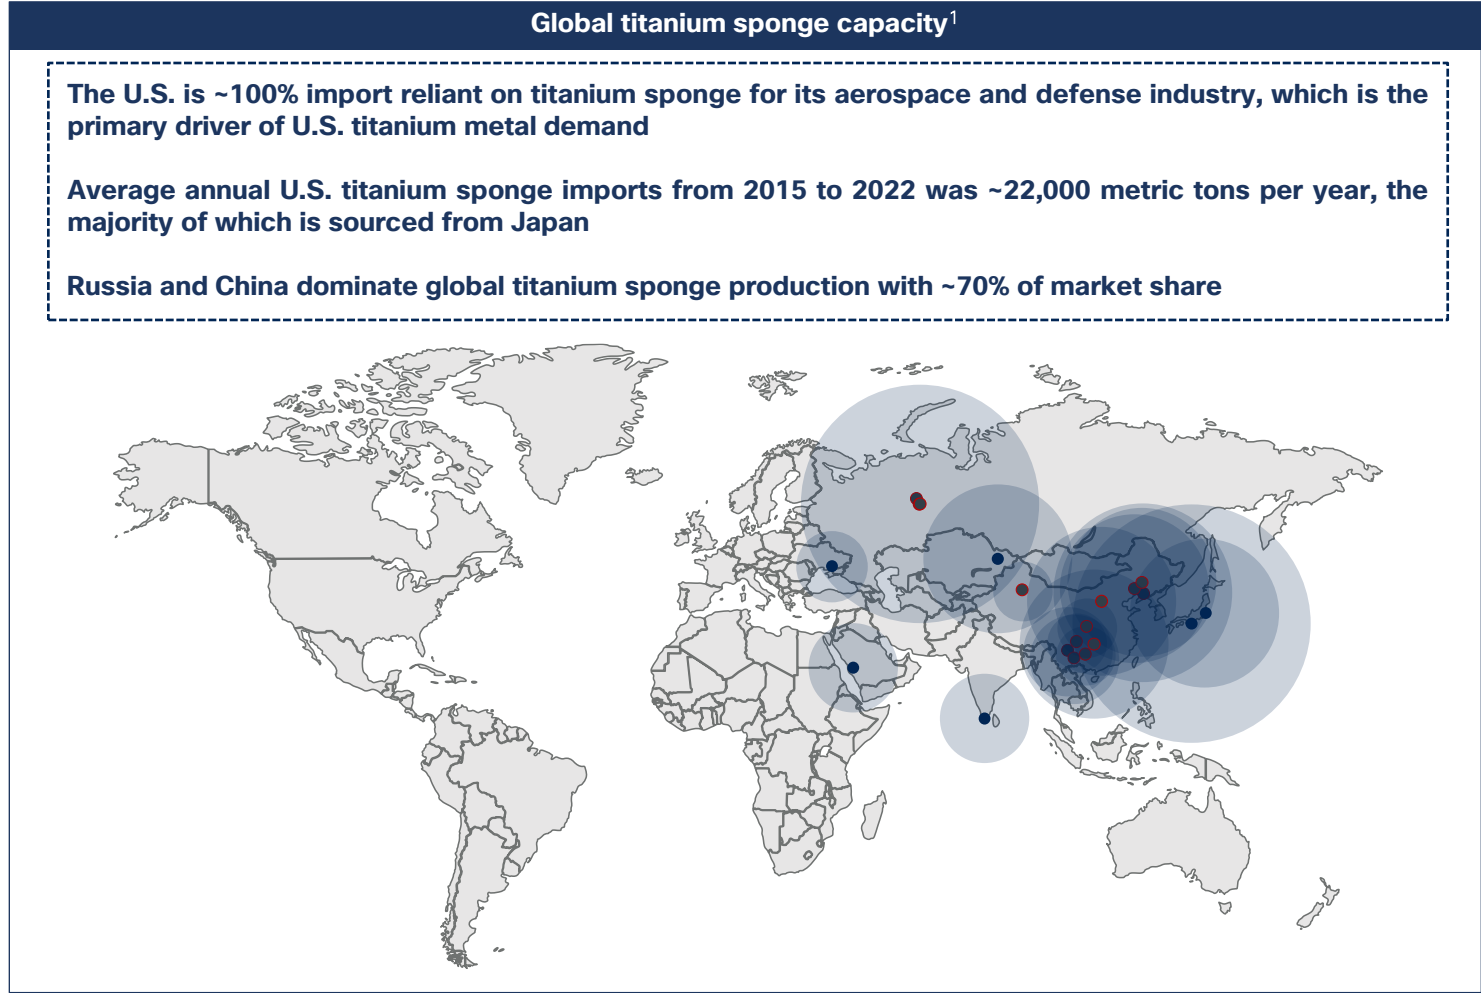 Global titanium sponge capacity1
The U.S. is ~100% import reliant on titanium sponge for its aerospace and defense industry, which is the
primary driver of U.S. titanium metal demand
Average annual U.S. titanium sponge imports from 2015 to 2022 was ~22,000 metric tons per year, the
majority of which is sourced from Japan
Russia and China dominate global titanium sponge production with ~70% of market share